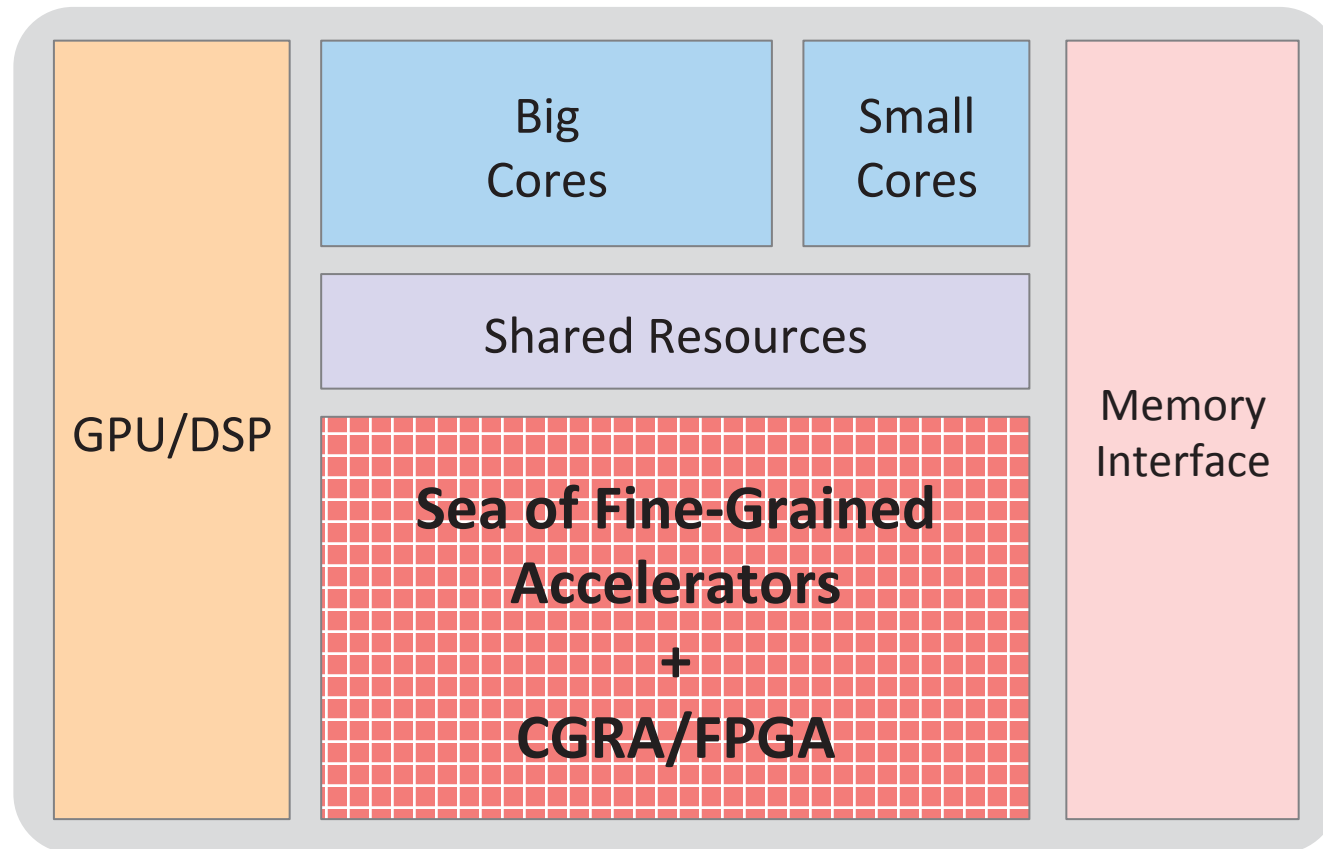 Big
Cores
Small
Cores
Shared Resources
GPU/DSP
Sea of Fine-Grained
Accelerators
+
CGRA/FPGA
Memory
Interface